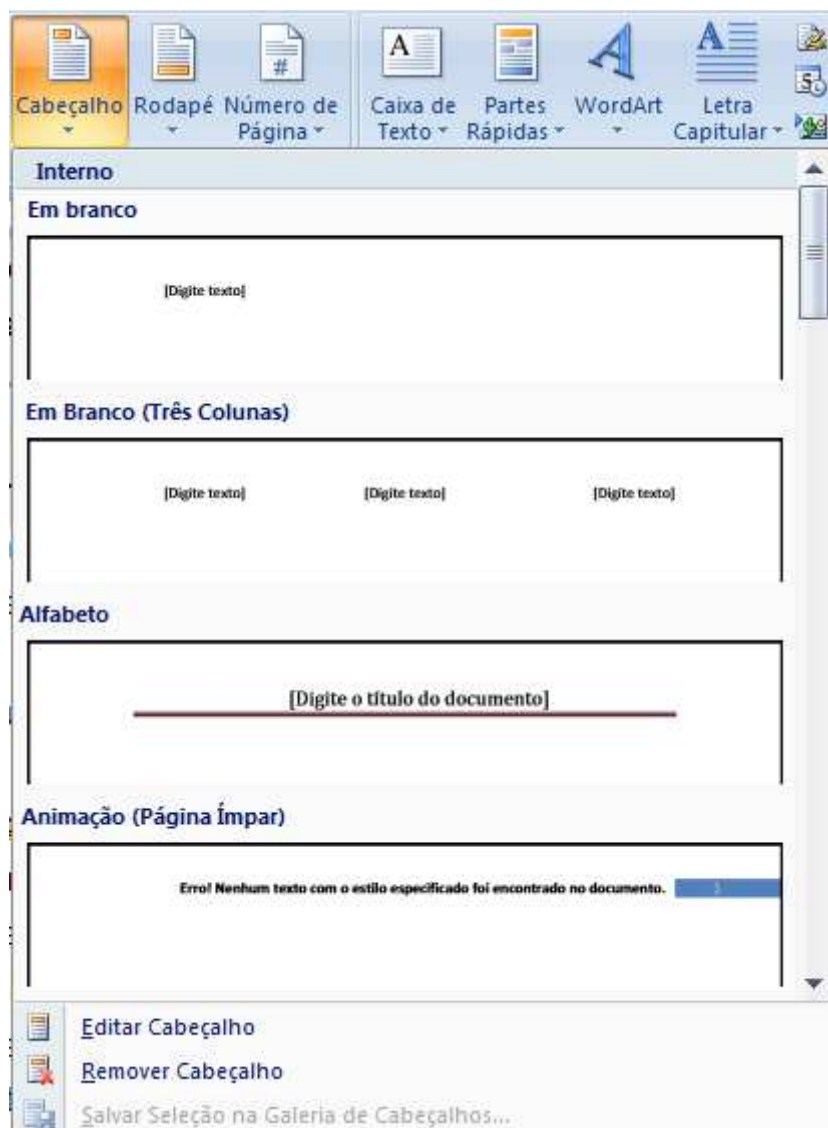 Cabeçalho Rodapé Número de Página Caixa de Texto Partes Rápidas WordArt Letra Capitular
Interno
Em branco
[Digite texto]
Em Branco (Três Colunas)
[Digite texto] [Digite texto] [Digite texto]
Alfabeto
[Digite o título do documento]
Animação (Página Ímpar)
Erro! Nenhum texto com o estilo especificado foi encontrado no documento.
Editar Cabeçalho
Remover Cabeçalho
Salvar Seleção na Galeria de Cabeçalhos...